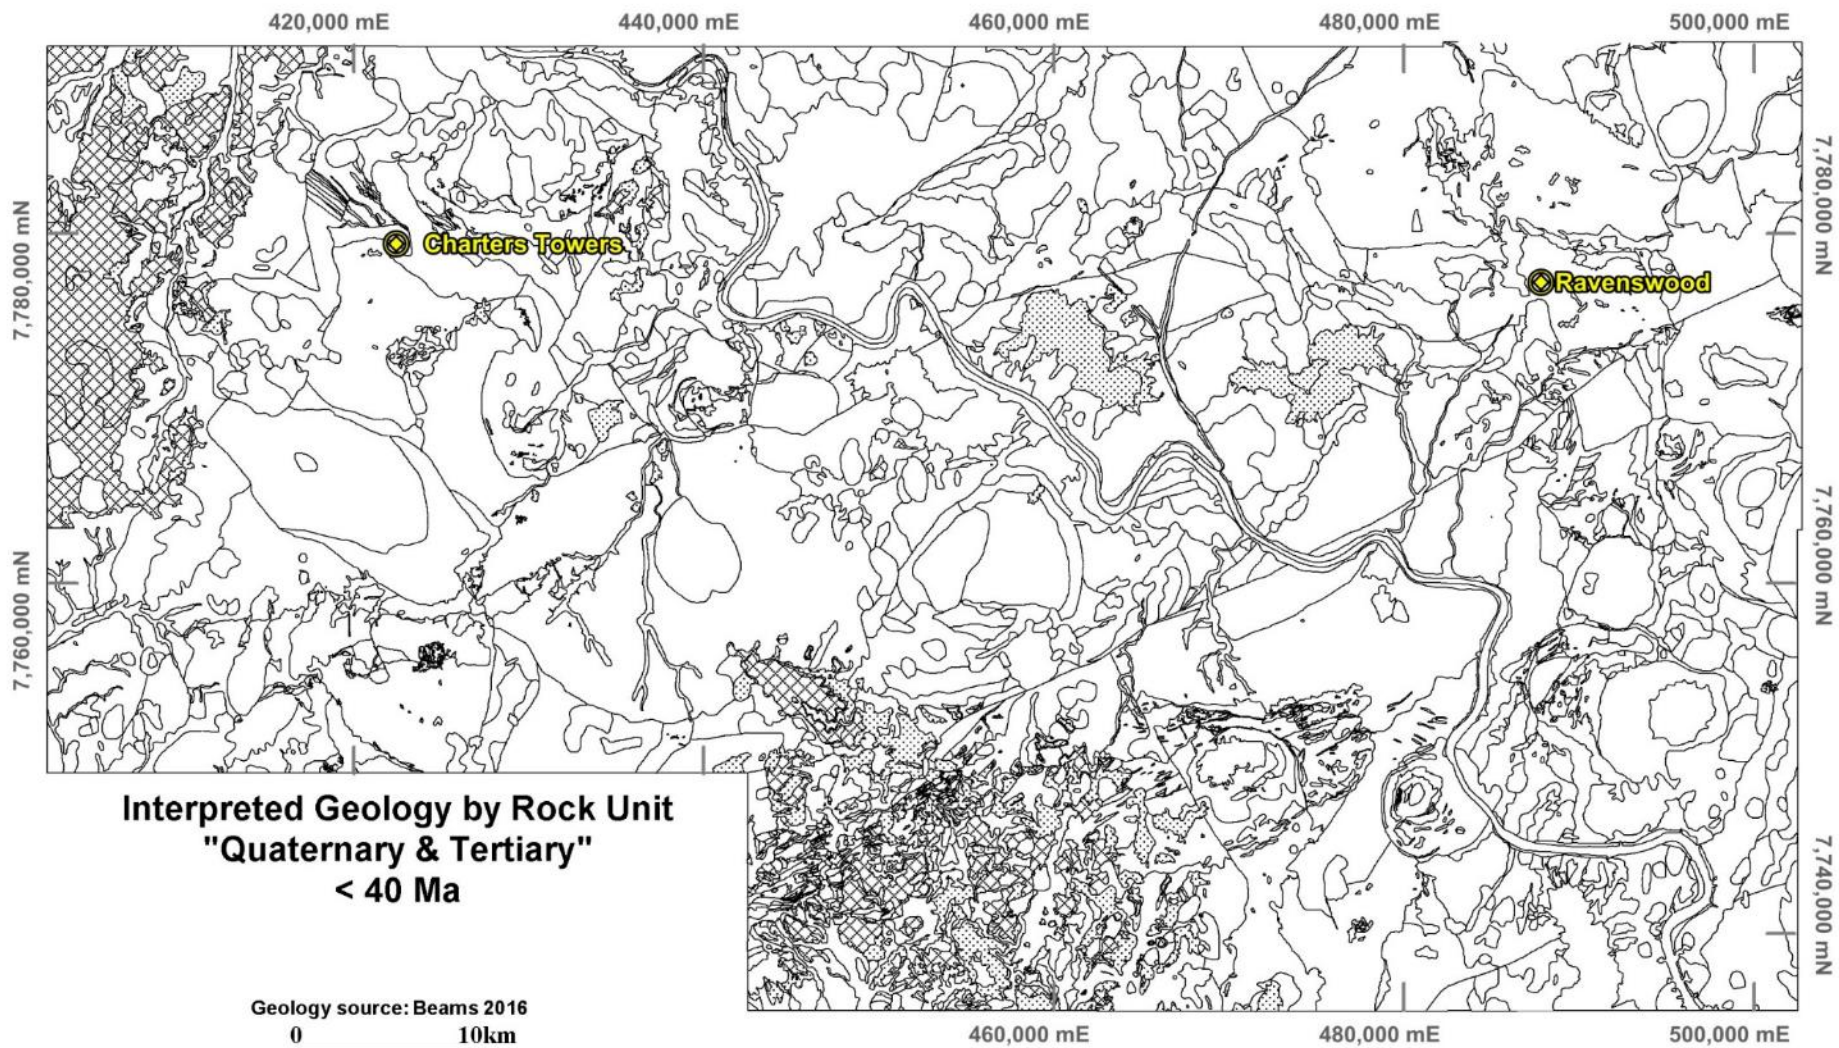 420,000 mE 440,000 mE 460,000 mE 480,000 mE 500,000 mE
7,780,000 mN
7,780,000 mN
Charters Towers
Ravenswood
7,760,000 mN
7,760,000 mN
7,740,000 mN
Interpreted Geology by Rock Unit
"Quaternary & Tertiary"
< 40 Ma
Geology source: Beams 2016
0 10km
460,000 mE 480,000 mE 500,000 mE